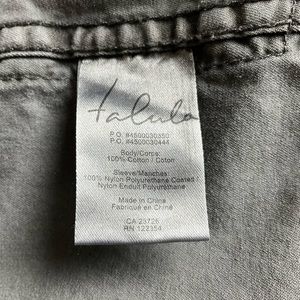 talula
P.O. #4500030350
P.C. #4500030444
Body/Corps:
100% Cotton / Coton
Sleeve/Manches:
100% Nylon Polyurethane Coated /
Nylon Enduit Polyuréthane
Made in China
Fabriqué en Chine
CA 23725
RN 122354